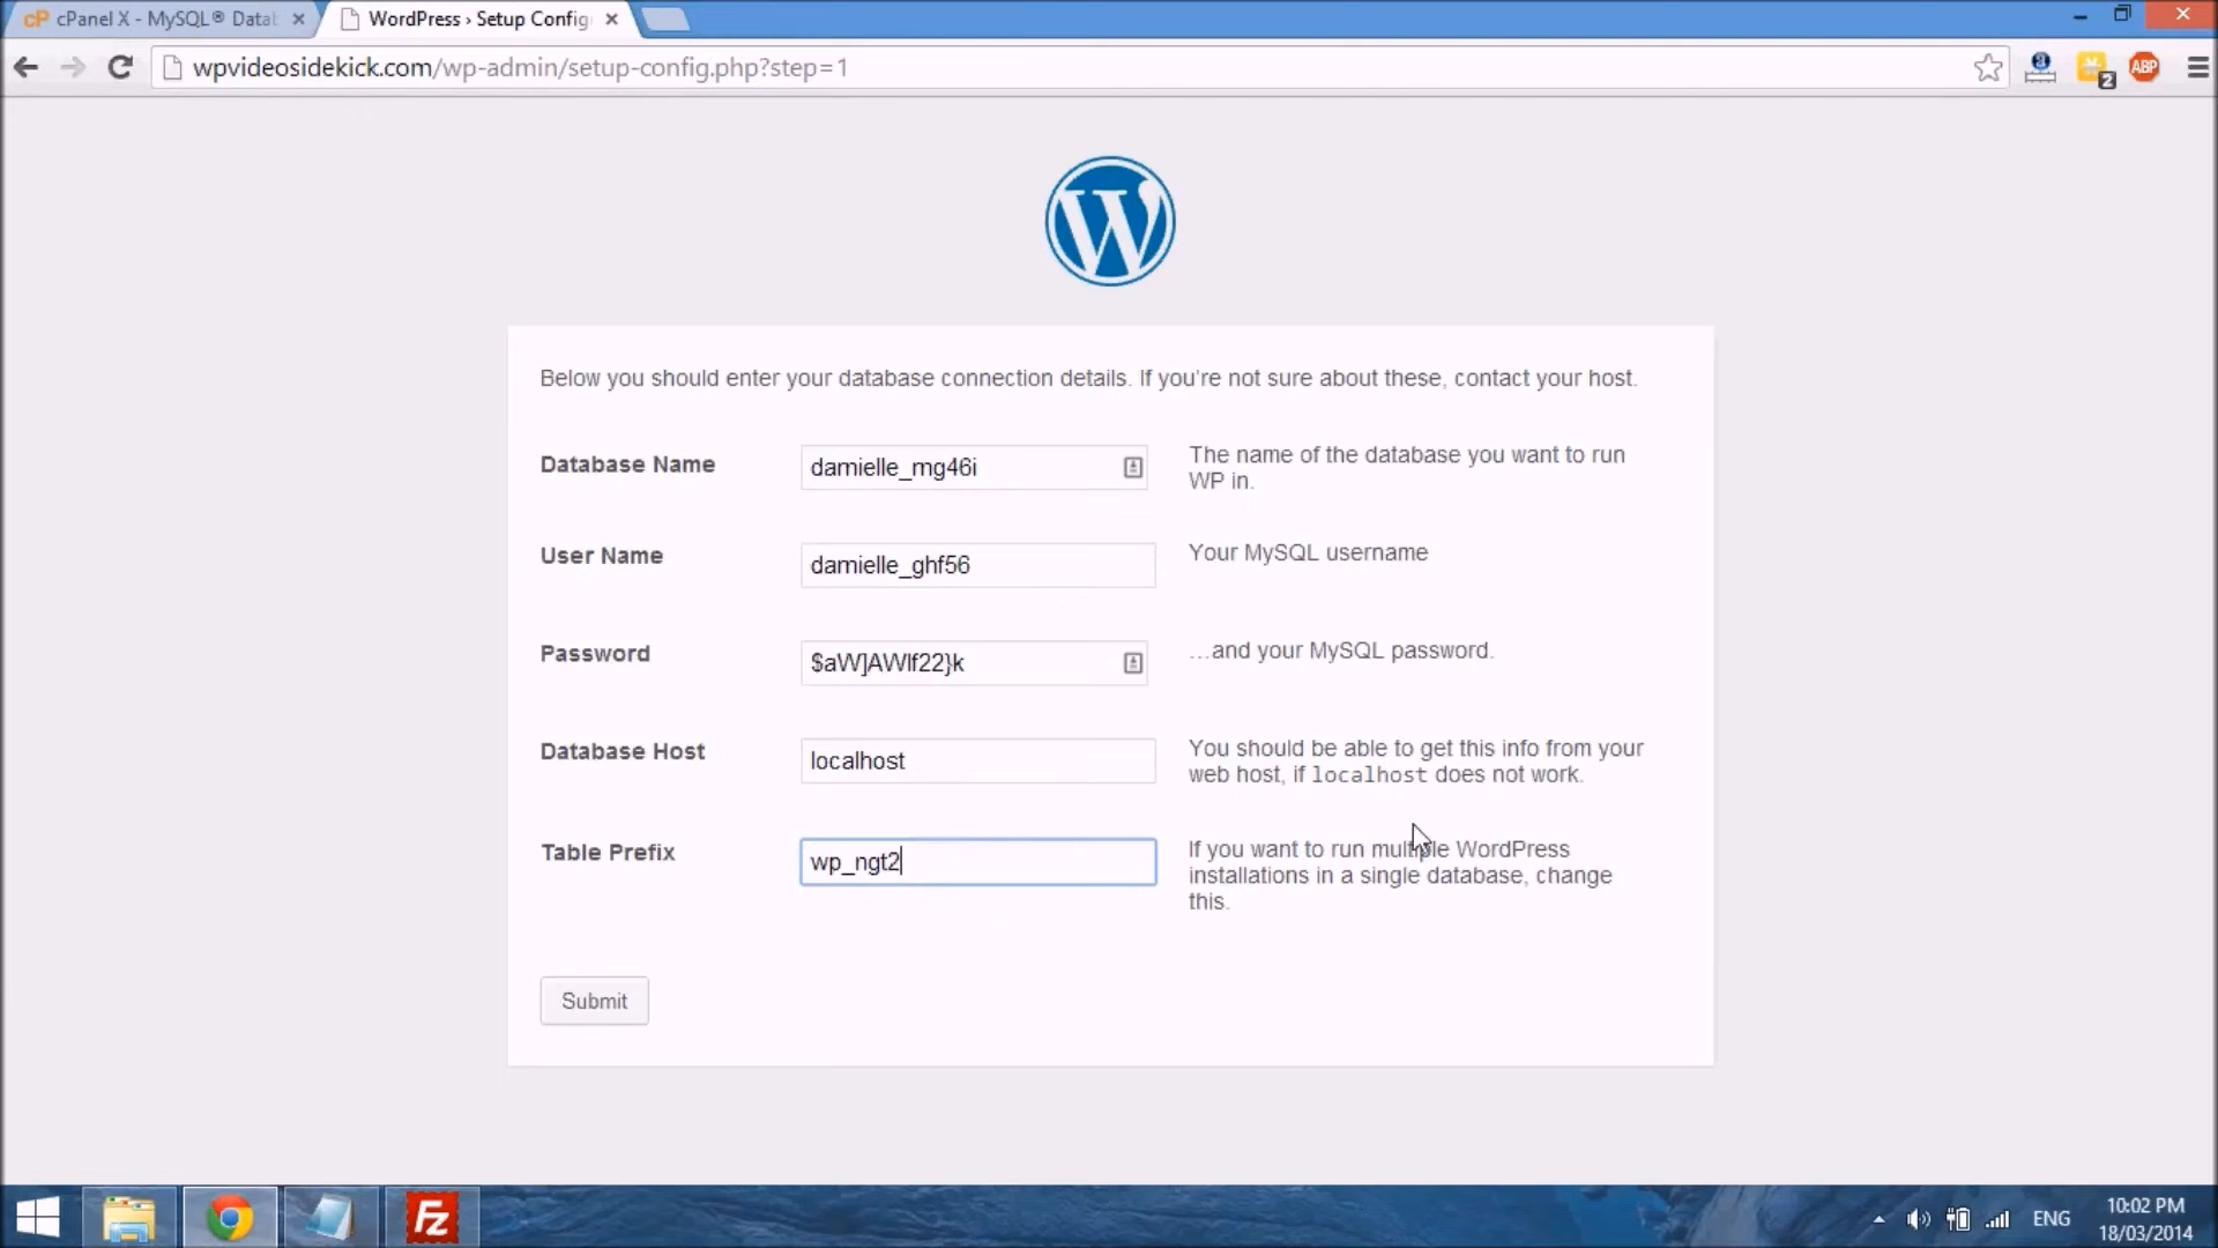 cPanel X - MySQL® Datab
WordPress › Setup Config
wpvideosidekick.com/wp-admin/setup-config.php?step=1
2
ABP
Below you should enter your database connection details. If you're not sure about these, contact your host.
Database Name
damielle_mg46i
The name of the database you want to run
WP in.
User Name
damielle_ghf56
Your MySQL username
Password
$aW]AWlf22}k
…and your MySQL password.
Database Host
localhost
You should be able to get this info from your
web host, if localhost does not work.
Table Prefix
wp_ngt2
If you want to run multiple WordPress
installations in a single database, change
this.
Submit
ENG
10:02 PM
18/03/2014